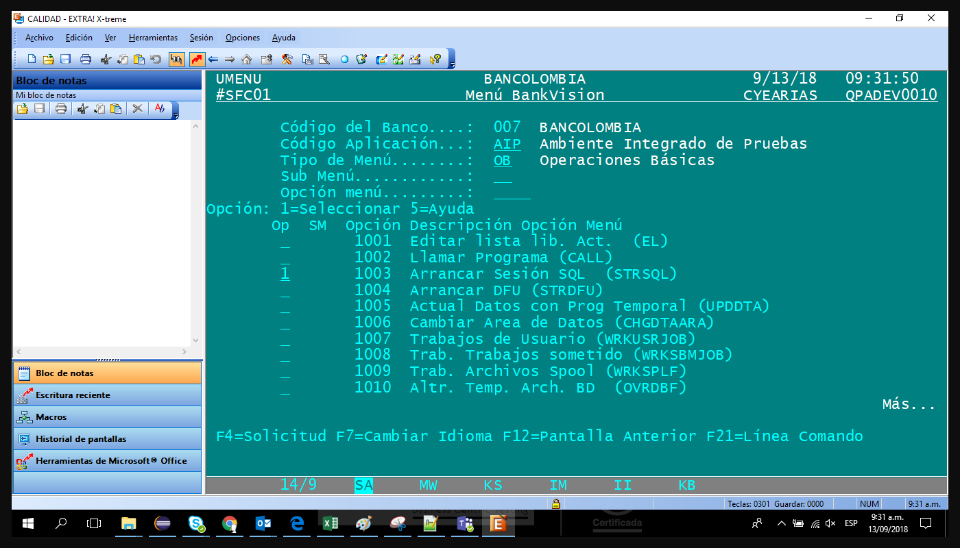 CALIDAD - EXTRA! X-treme
Archivo Edición Ver Herramientas Sesión Opciones Ayuda
Bloc de notas
Mi bloc de notas
UMENU BANCOLOMBIA 9/13/18 09:31:50
#SFC01 Menú BankVision CYEARIAS QPADEV0010
Código del Banco....: 007 BANCOLOMBIA
Código Aplicación...: AIP Ambiente Integrado de Pruebas
Tipo de Menú........: OB Operaciones Básicas
Sub Menú............: __
Opción menú.........: ____
Opción: 1=Seleccionar 5=Ayuda
Op SM Opción Descripción Opción Menú
_ 1001 Editar lista lib. Act. (EL)
_ 1002 Llamar Programa (CALL)
1 1003 Arrancar Sesión SQL (STRSQL)
_ 1004 Arrancar DFU (STRDFU)
_ 1005 Actual Datos con Prog Temporal (UPDDTA)
_ 1006 Cambiar Area de Datos (CHGDTAARA)
_ 1007 Trabajos de Usuario (WRKUSRJOB)
_ 1008 Trab. Trabajos sometido (WRKSBMJOB)
_ 1009 Trab. Archivos Spool (WRKSPLF)
_ 1010 Altr. Temp. Arch. BD (OVRDBF)
Más...
F4=Solicitud F7=Cambiar Idioma F12=Pantalla Anterior F21=Línea Comando
14/9 SA MW KS IM II KB
Bloc de notas
Escritura reciente
Macros
Historial de pantallas
Herramientas de Microsoft® Office
Teclas: 0301 Guardar: 0000 NUM 9:31 a.m.
Certificada
ESP
9:31 a.m.
13/09/2018